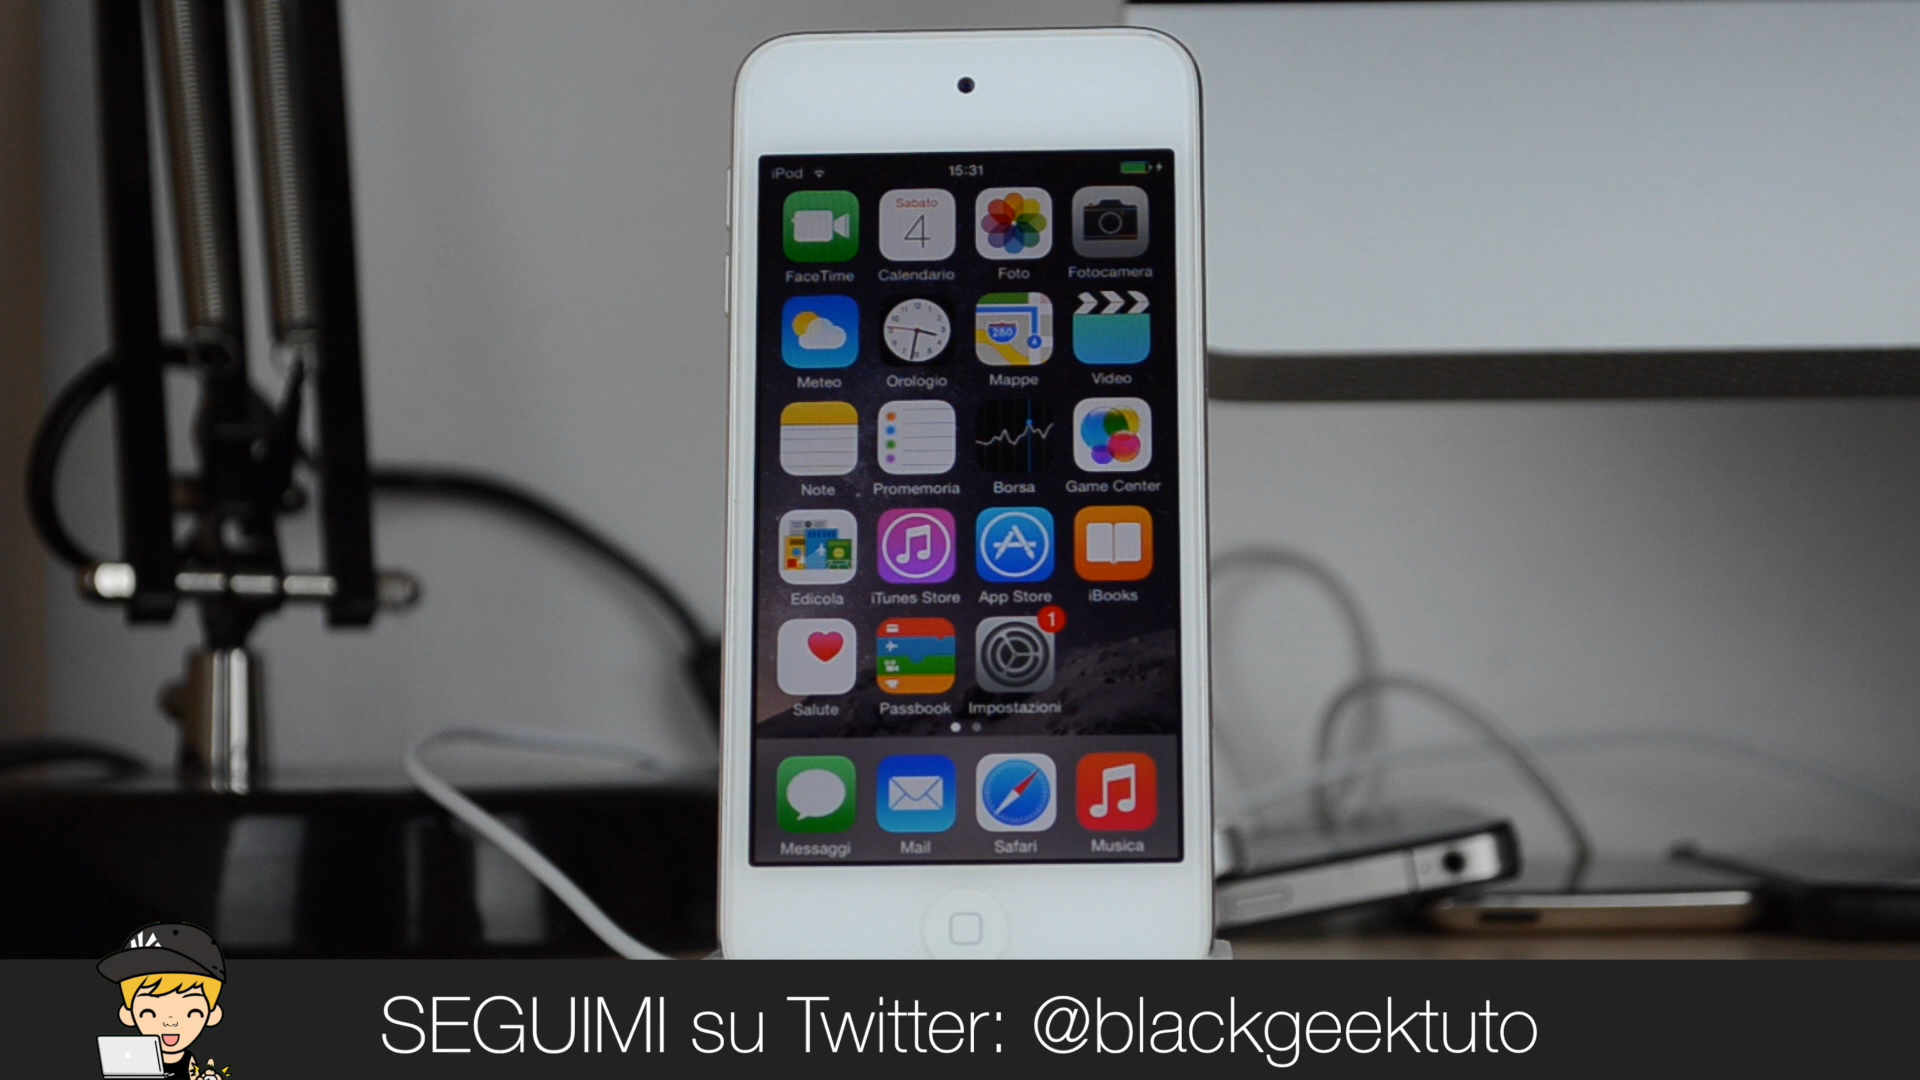 iPod 15:31
Sabato
4
FaceTime Calendario Foto Fotocamera
280
Meteo Orologio Mappe Video
Note Promemoria Borsa Game Center
Edicola iTunes Store App Store iBooks
1
Salute Passbook Impostazioni
Messaggi Mail Safari Musica
SEGUIMI su Twitter: @blackgeektuto